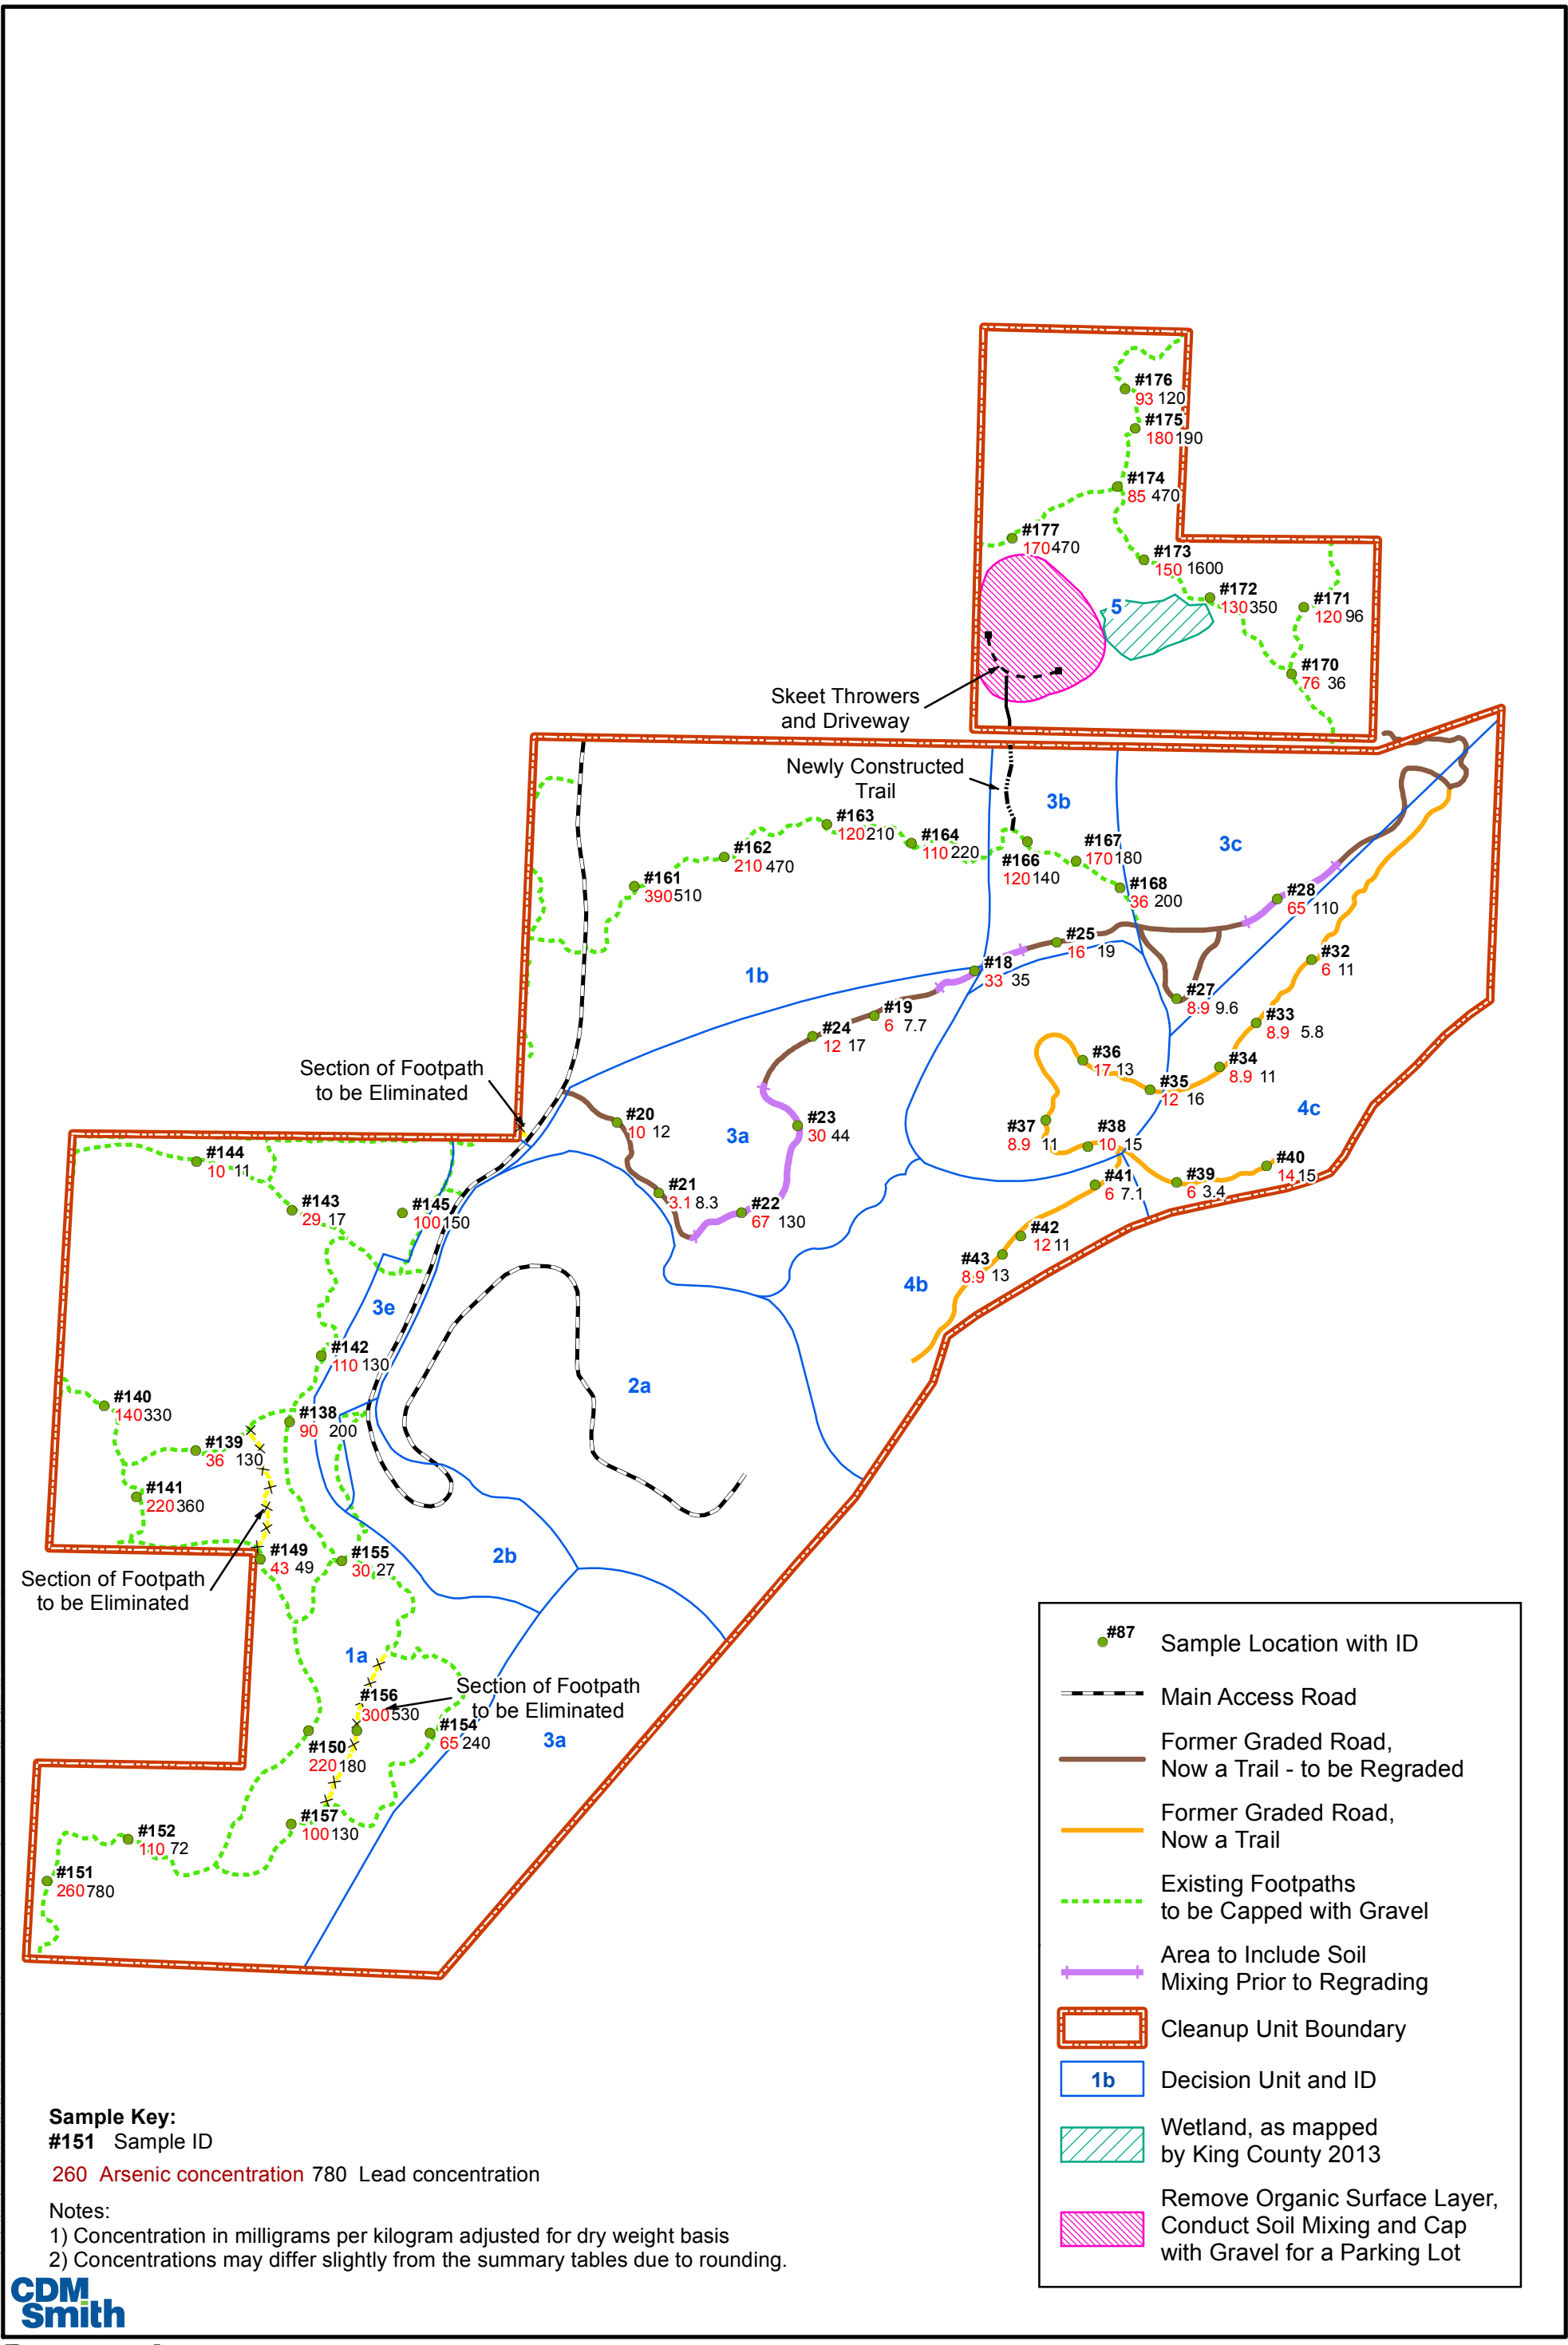 #176
93 120
#175
180 190
#174
85 470
#177
170 470
#173
150 1600
#172
130 350
#171
120 96
5
#170
76 36
Skeet Throwers
and Driveway
Newly Constructed
Trail
3b
#163
120 210
#164
110 220
#167
170 180
3c
#162
210 470
#166
120 140
#161
390 510
#168
36 200
#28
65 110
#25
16 19
#18
33 35
1b
#32
6 11
#27
8.9 9.6
#19
6 7.7
#33
8.9 5.8
#24
12 17
#36
17 13
#34
8.9 11
Section of Footpath
to be Eliminated
#35
12 16
4c
#20
10 12
#23
30 44
3a
#37
8.9 11
#38
10 15
#144
10 11
#40
14 15
#39
6 3.4
#41
6 7.1
#21
3.1 8.3
#143
29 17
#145
100 150
#22
67 130
#42
12 11
#43
8.9 13
4b
3e
#142
110 130
2a
#140
140 330
#138
90 200
#139
36 130
#141
220 360
#149
43 49
#155
30 27
2b
Section of Footpath
to be Eliminated
1a
Section of Footpath
to be Eliminated
#156
300 530
#154
65 240
3a
#150
220 180
#157
100 130
#152
110 72
#151
260 780
#87
Sample Location with ID
Main Access Road
Former Graded Road,
Now a Trail - to be Regraded
Former Graded Road,
Now a Trail
Existing Footpaths
to be Capped with Gravel
Area to Include Soil
Mixing Prior to Regrading
Cleanup Unit Boundary
1b
Decision Unit and ID
Wetland, as mapped
by King County 2013
Remove Organic Surface Layer,
Conduct Soil Mixing and Cap
with Gravel for a Parking Lot
Sample Key:
#151 Sample ID
260 Arsenic concentration 780 Lead concentration
Notes:
1) Concentration in milligrams per kilogram adjusted for dry weight basis
2) Concentrations may differ slightly from the summary tables due to rounding.
CDM
Smith